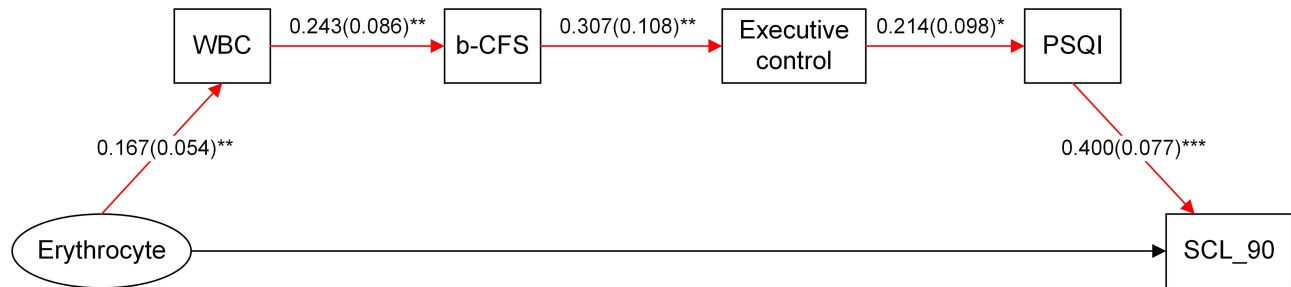 0.243(0.086)**
0.307(0.108)**
0.214(0.098)*
WBC
b-CFS
Executive
control
PSQI
0.167(0.054)**
0.400(0.077)***
Erythrocyte
SCL_90